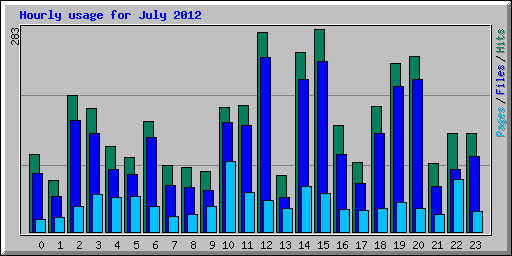 Hourly usage for July 2012
283
Pages/Files/Hits
0 1 2 3 4 5 6 7 8 9 10 11 12 13 14 15 16 17 18 19 20 21 22 23